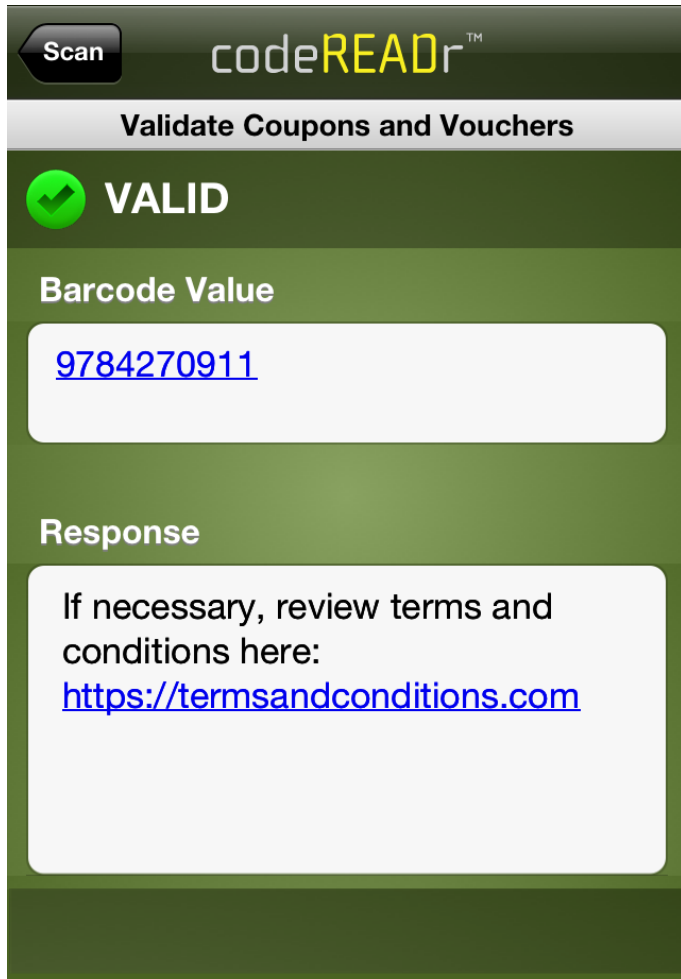 Scan
codeREADr™
Validate Coupons and Vouchers
VALID
Barcode Value
9784270911
Response
If necessary, review terms and
conditions here:
https://termsandconditions.com